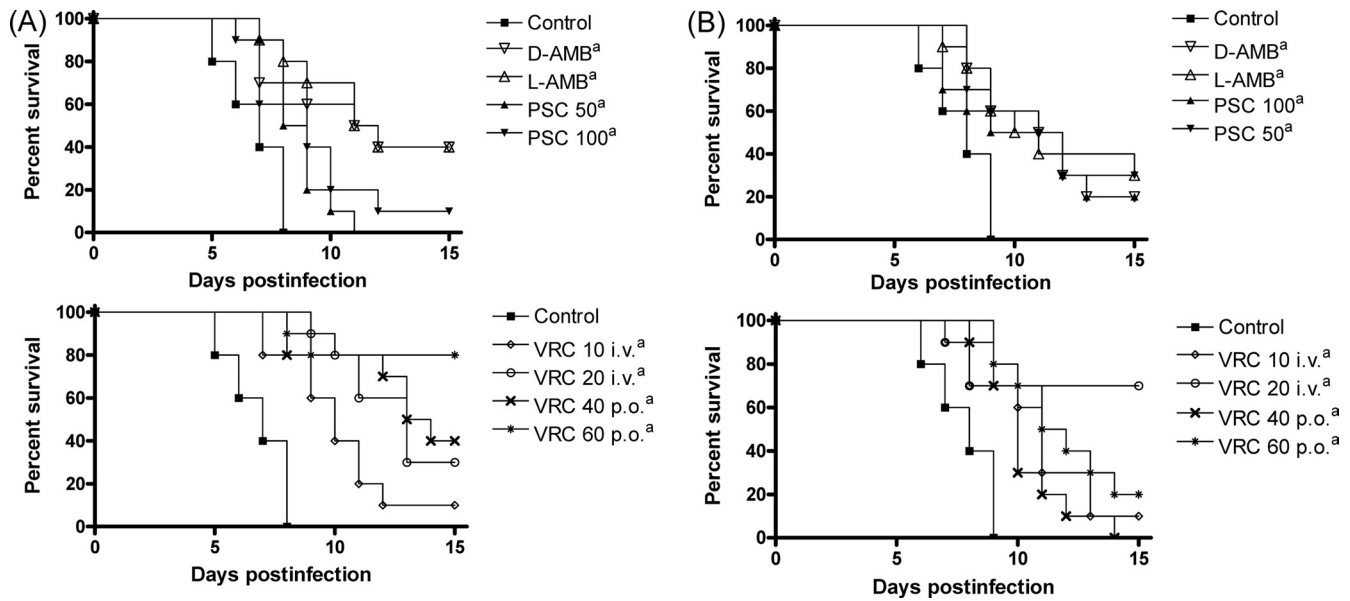 (A)
Percent survival
100
80
60
40
20
0
0
5
10
15
Days postinfection
Control
D-AMBᵃ
L-AMBᵃ
PSC 50ᵃ
PSC 100ᵃ
(B)
Percent survival
100
80
60
40
20
0
0
5
10
15
Days postinfection
Control
D-AMBᵃ
L-AMBᵃ
PSC 100ᵃ
PSC 50ᵃ
Percent survival
100
80
60
40
20
0
0
5
10
15
Days postinfection
Control
VRC 10 i.v.ᵃ
VRC 20 i.v.ᵃ
VRC 40 p.o.ᵃ
VRC 60 p.o.ᵃ
Percent survival
100
80
60
40
20
0
0
5
10
15
Days postinfection
Control
VRC 10 i.v.ᵃ
VRC 20 i.v.ᵃ
VRC 40 p.o.ᵃ
VRC 60 p.o.ᵃ